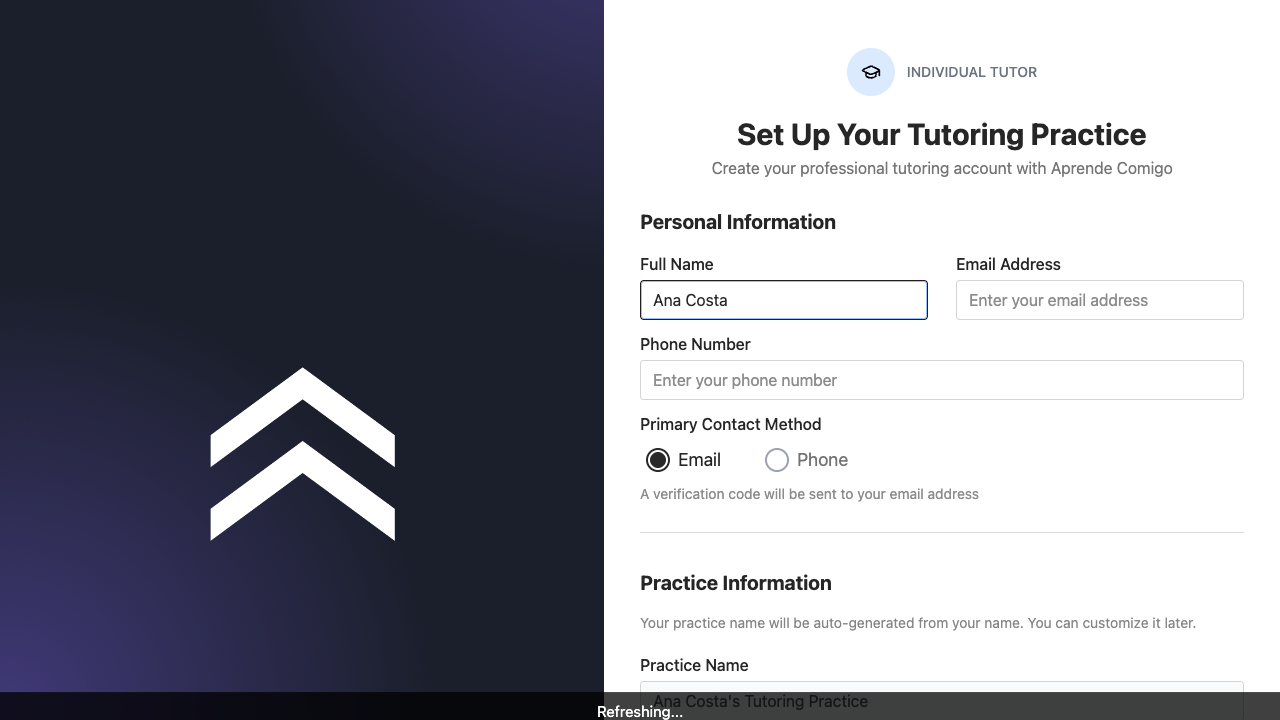 INDIVIDUAL TUTOR
Set Up Your Tutoring Practice
Create your professional tutoring account with Aprende Comigo
Personal Information
Full Name
Email Address
Ana Costa
Enter your email address
Phone Number
Enter your phone number
Primary Contact Method
Email
Phone
A verification code will be sent to your email address
Practice Information
Your practice name will be auto-generated from your name. You can customize it later.
Practice Name
Ana Costa's Tutoring Practice
Refreshing...